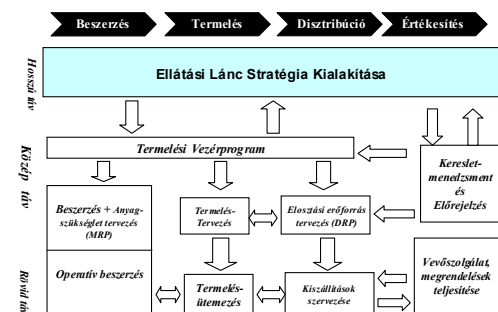 Beszerzés
Termelés
Disztribúció
Értékesítés
Hosszú táv
Ellátási Lánc Stratégia Kialakítása
Közép táv
Termelési Vezérprogram
Kereslet-
menedzsment
és
Előrejelzés
Beszerzés + Anyag-
szükséglet tervezés
(MRP)
Termelés-
Tervezés
Elosztási erőforrás
tervezés (DRP)
Rövid táv
Operatív beszerzés
Termelés-
ütemezés
Kiszállítások
szervezése
Vevőszolgálat,
megrendelések
teljesítése